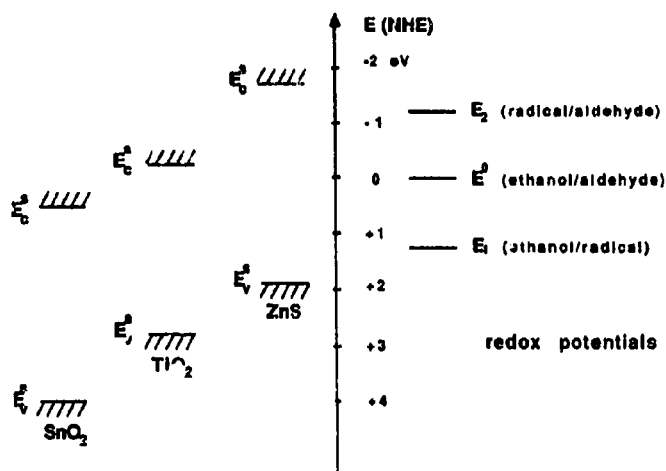 E (NHE)
-2 eV
E_c^s
E_2 (radical/aldehyde)
- 1
E_c^s
0
E^0 (ethanol/aldehyde)
E_c^s
+1
E_1 (ethanol/radical)
E_v^s
+2
ZnS
E_v^s
+3
redox potentials
TiO_2
E_v^s
+4
SnO_2